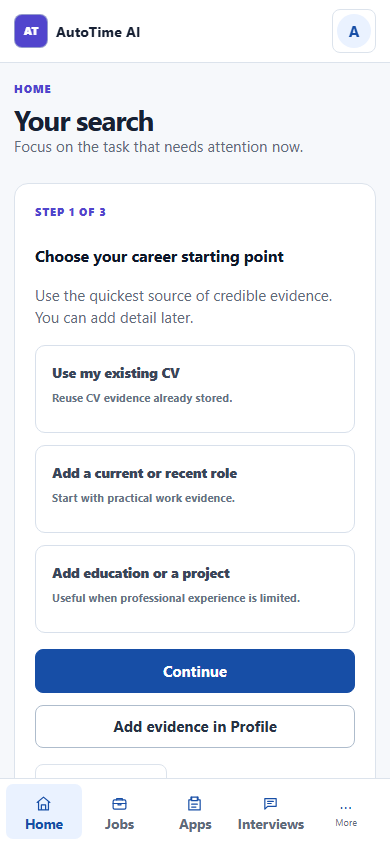 AT AutoTime AI A
HOME
Your search
Focus on the task that needs attention now.
STEP 1 OF 3
Choose your career starting point
Use the quickest source of credible evidence.
You can add detail later.
Use my existing CV
Reuse CV evidence already stored.
Add a current or recent role
Start with practical work evidence.
Add education or a project
Useful when professional experience is limited.
Continue
Add evidence in Profile
Home Jobs Apps Interviews ... More